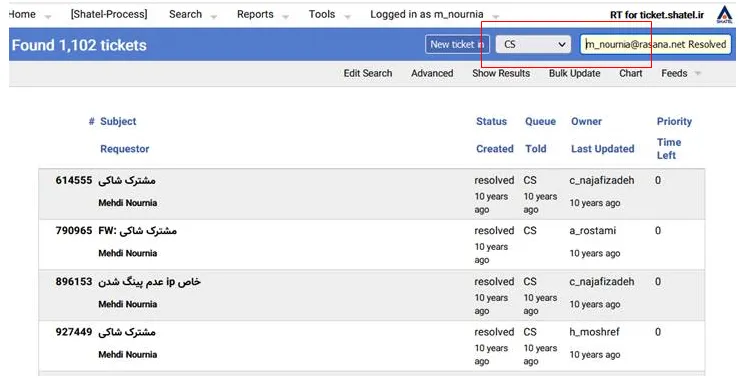 Home [Shatel-Process] Search Reports Tools Logged in as m_nournia RT for ticket.shatel.ir SHATEL
Found 1,102 tickets New ticket in CS m_nournia@rasana.net Resolved
Edit Search Advanced Show Results Bulk Update Chart Feeds
# Subject Status Queue Owner Priority
Requestor Created Told Last Updated Time Left
614555 مشترک شاکی resolved CS c_najafizadeh 0
Mehdi Nournia 10 years ago 10 years ago 10 years ago
790965 FW: مشترک شاکی resolved CS a_rostami 0
Mehdi Nournia 10 years ago 10 years ago
896153 عدم پینگ شدن ip خاص resolved CS c_najafizadeh 0
Mehdi Nournia 10 years ago 10 years ago 10 years ago
927449 مشترک شاکی resolved CS h_moshref 0
Mehdi Nournia 10 years ago 10 years ago 10 years ago